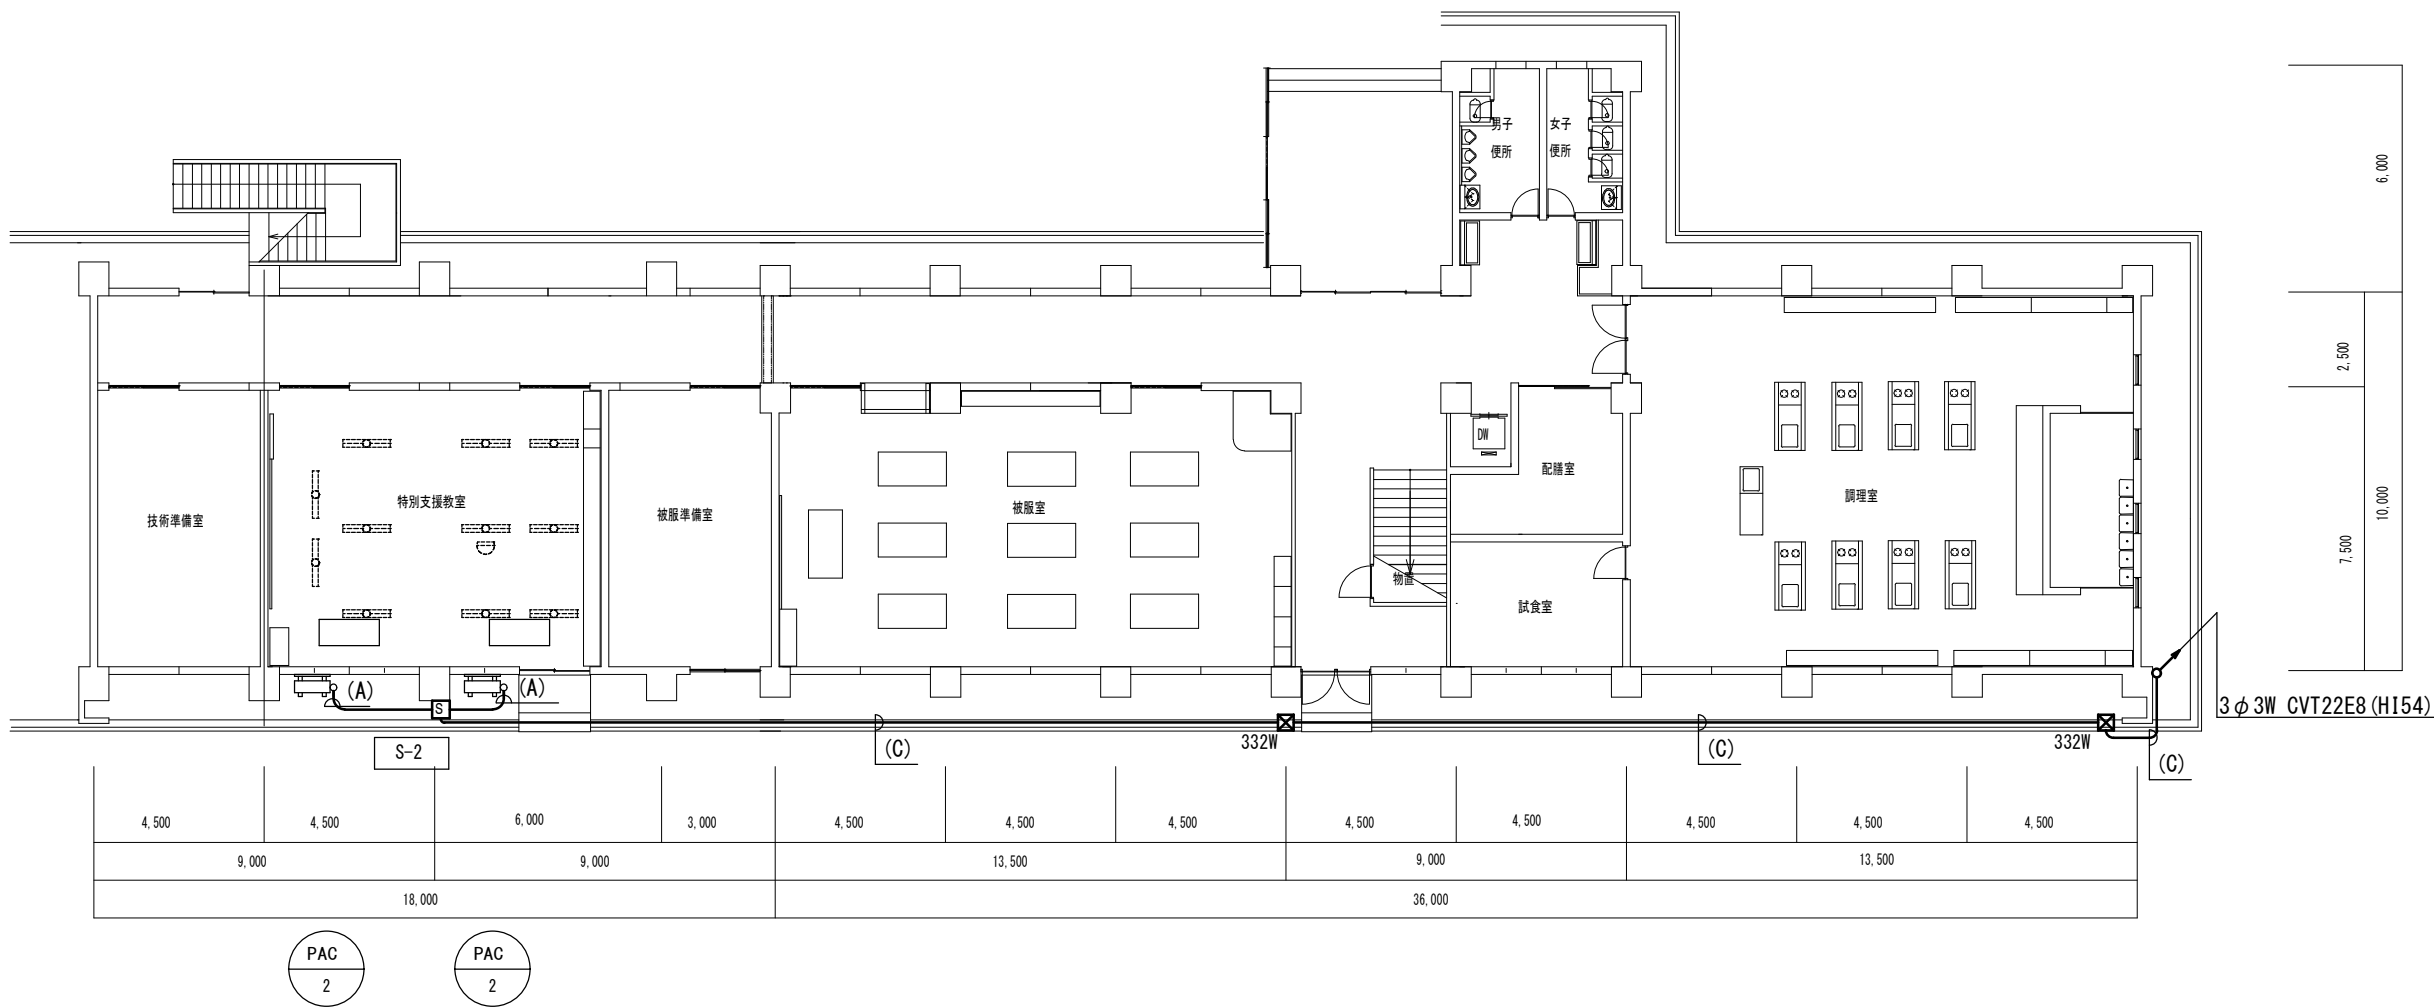 男子
便所
女子
便所
6,000
2,500
10,000
7,500
DW
配膳室
技術準備室
特別支援教室
被服準備室
被服室
調理室
物置
試食室
(A)
(A)
S
3φ3W CVT22E8(HI54)
S-2
(C)
332W
(C)
332W
(C)
4,500
4,500
6,000
3,000
4,500
4,500
4,500
4,500
4,500
4,500
4,500
4,500
9,000
9,000
13,500
9,000
13,500
18,000
36,000
PAC
2
PAC
2